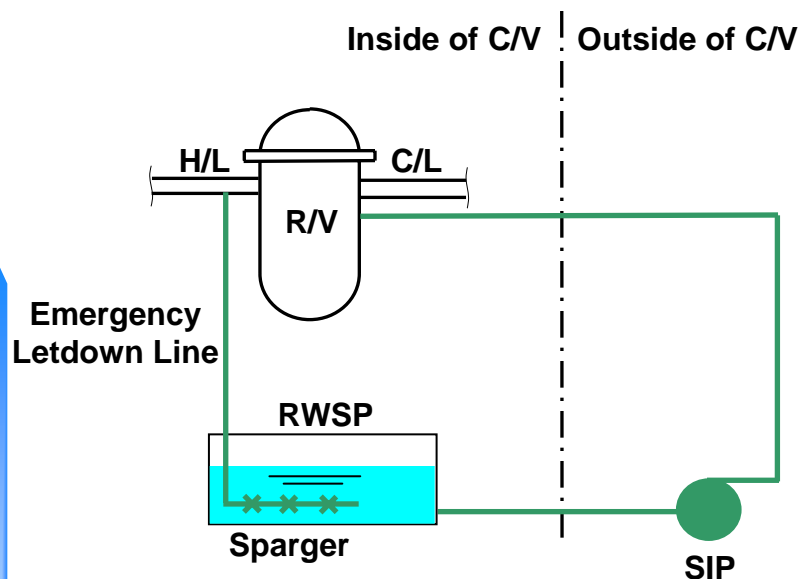 Inside of C/V
Outside of C/V
H/L
C/L
R/V
Emergency
Letdown Line
RWSP
Sparger
SIP